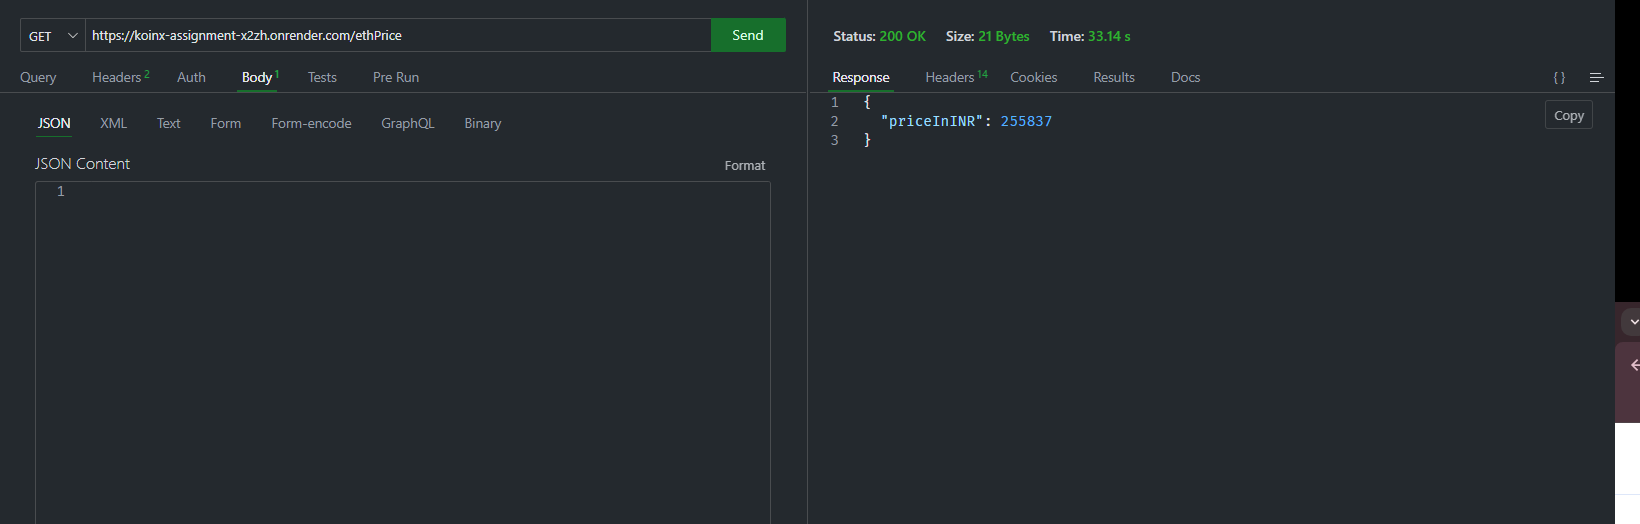 GET https://koinx-assignment-x2zh.onrender.com/ethPrice Send
Query Headers 2 Auth Body 1 Tests Pre Run
JSON XML Text Form Form-encode GraphQL Binary
JSON Content Format
1
Status: 200 OK Size: 21 Bytes Time: 33.14 s
Response Headers 14 Cookies Results Docs { }
1 {
2 "priceInINR": 255837
3 }
Copy